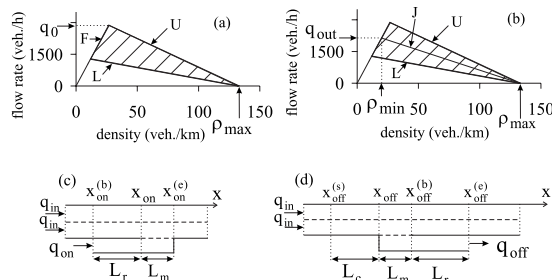 (a)
flow rate (veh./h)
q0
1500
0
F
U
L
0 50 100 150
density (veh./km)
ρmax
(b)
flow rate (veh./h)
qout
1500
0
J
U
L
0 50 100 150
ρmin
density (veh./km)
ρmax
(c)
x(b)on xon x(e)on x
qin
qin
qon
Lr Lm
(d)
x(s)off xoff x(b)off x(e)off x
qin
qin
qoff
Lc Lm Lr